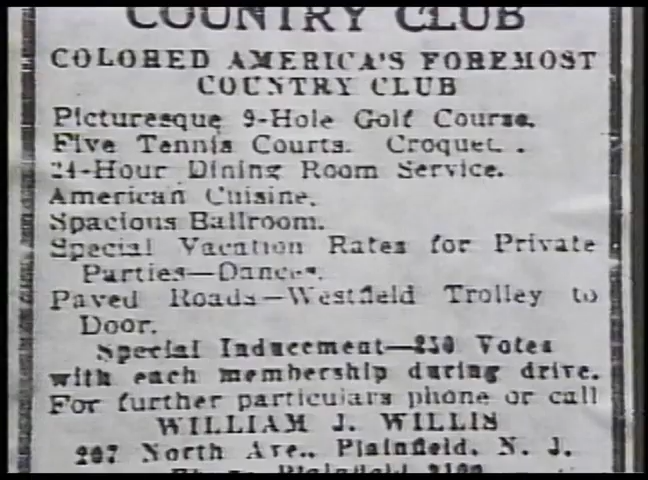 COUNTRY CLUB
COLORED AMERICA'S FOREMOST
COUNTRY CLUB
Picturesque 9-Hole Golf Course.
Five Tennis Courts. Croquet.
24-Hour Dining Room Service.
American Cuisine.
Spacious Ballroom.
Special Vacation Rates for Private
Parties—Dances.
Paved Roads—Westfield Trolley to
Door.
Special Inducement—250 Votes
with each membership during drive.
For further particulars phone or call
WILLIAM J. WILLIS
207 North Ave., Plainfield, N. J.
Plainfield